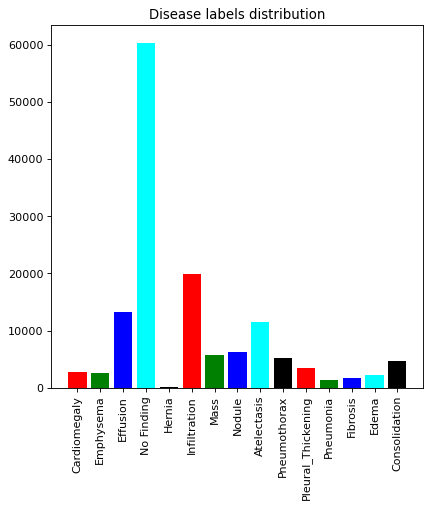 Disease labels distribution
60000
50000
40000
30000
20000
10000
0
Cardiomegaly
Emphysema
Effusion
No Finding
Hernia
Infiltration
Mass
Nodule
Atelectasis
Pneumothorax
Pleural_Thickening
Pneumonia
Fibrosis
Edema
Consolidation